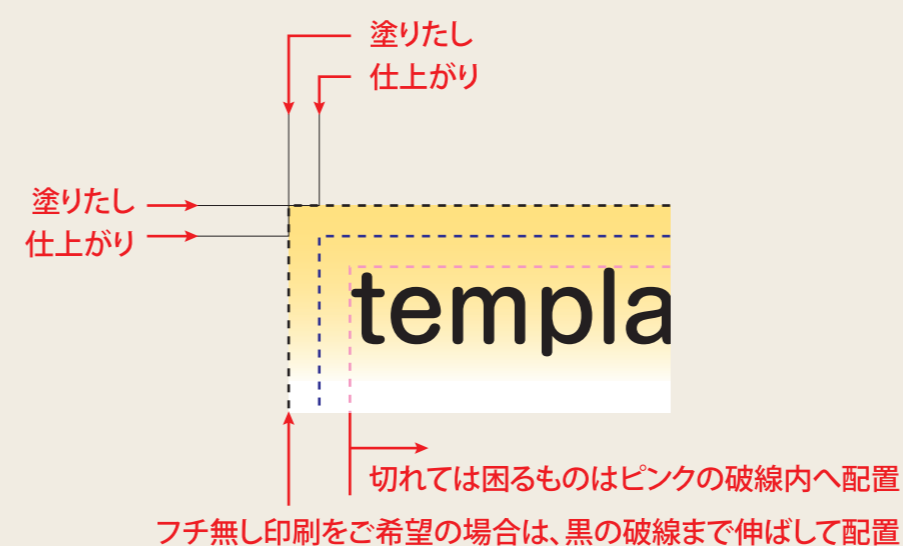 塗りたし
仕上がり
塗りたし
仕上がり
templa
切れては困るものはピンクの破線内へ配置
フチ無し印刷をご希望の場合は、黒の破線まで伸ばして配置